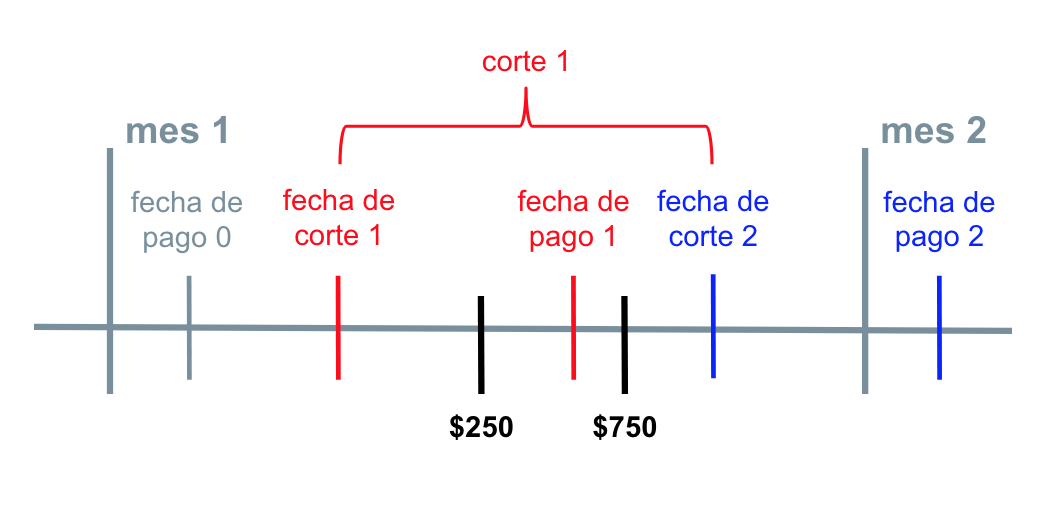 corte 1
mes 1
mes 2
fecha de
pago 0
fecha de
corte 1
fecha de
pago 1
fecha de
corte 2
fecha de
pago 2
$250
$750